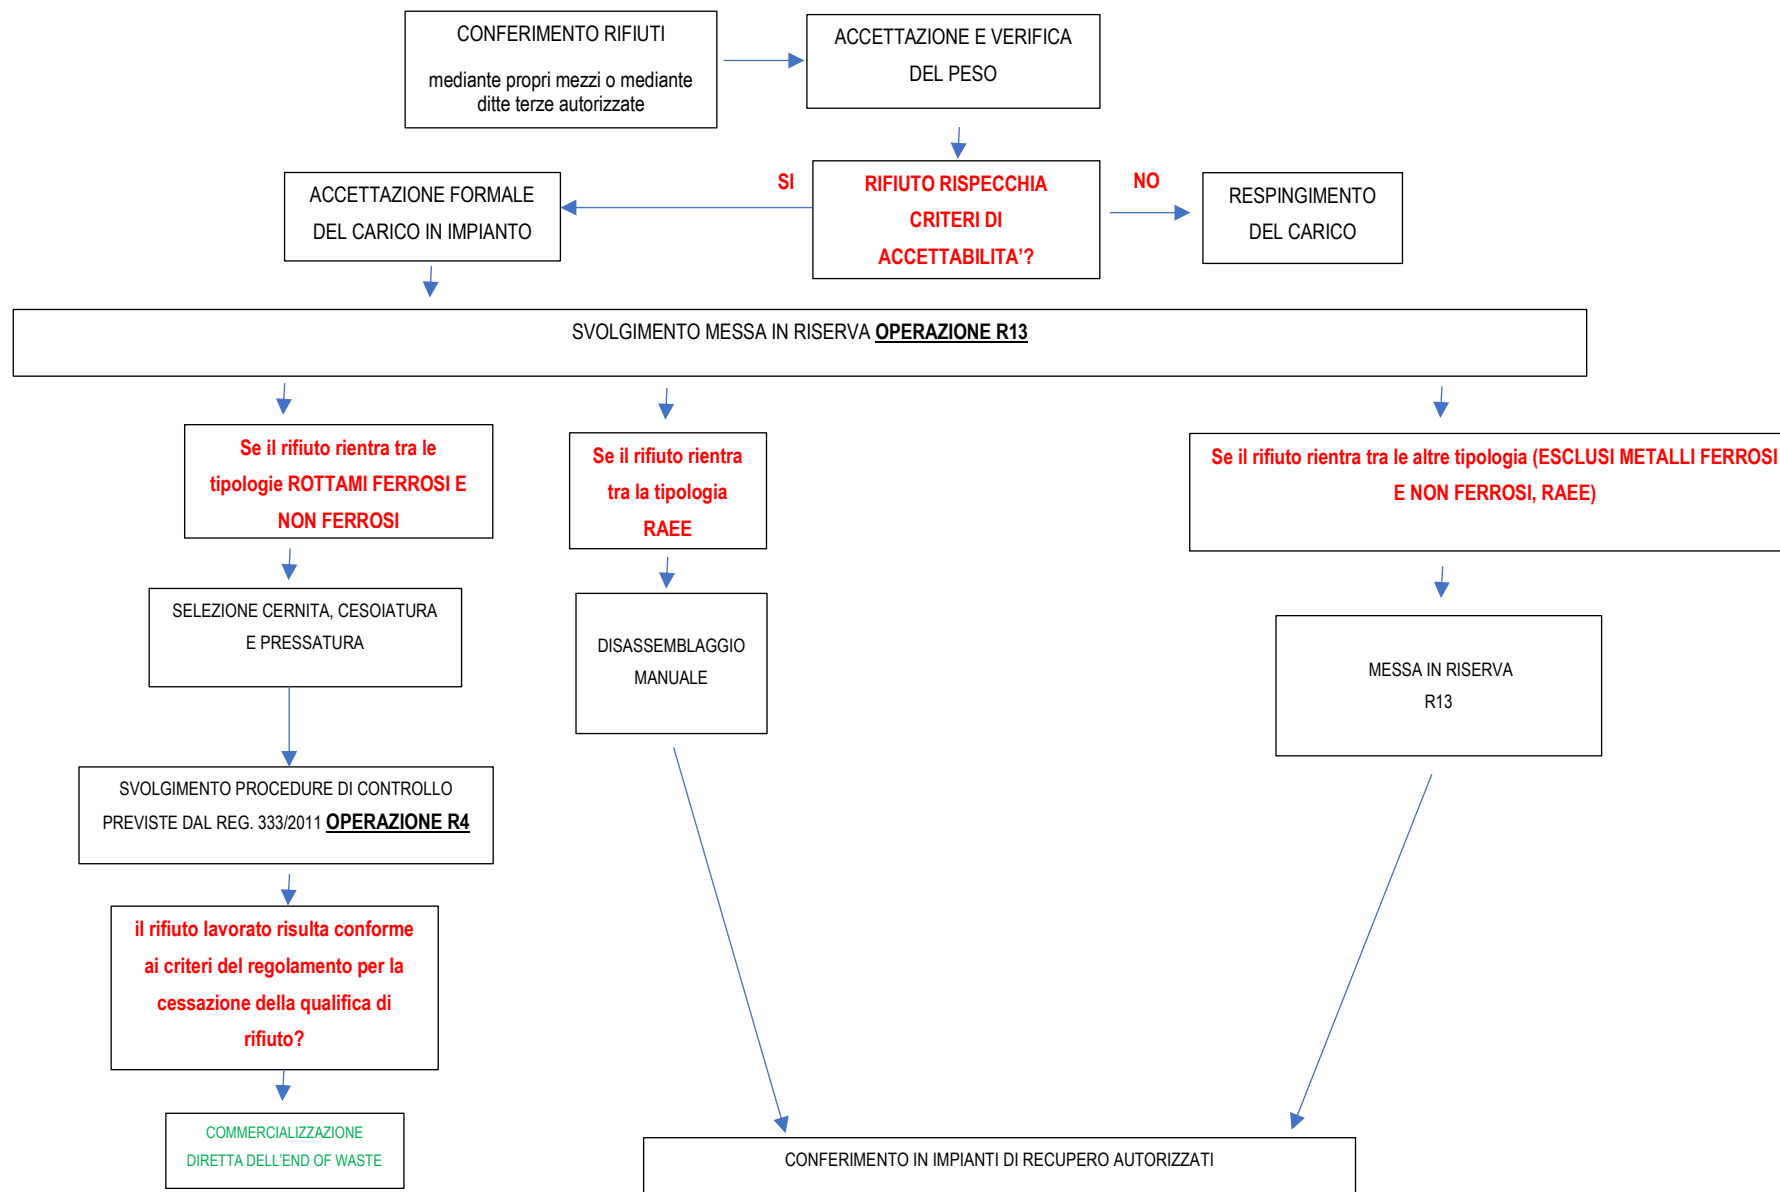 CONFERIMENTO RIFIUTI
mediante propri mezzi o mediante
ditte terze autorizzate
ACCETTAZIONE E VERIFICA
DEL PESO
ACCETTAZIONE FORMALE
DEL CARICO IN IMPIANTO
SI
RIFIUTO RISPECCHIA
CRITERI DI
ACCETTABILITA’?
NO
RESPINGIMENTO
DEL CARICO
SVOLGIMENTO MESSA IN RISERVA OPERAZIONE R13
Se il rifiuto rientra tra le
tipologie ROTTAMI FERROSI E
NON FERROSI
Se il rifiuto rientra
tra la tipologia
RAEE
Se il rifiuto rientra tra le altre tipologia (ESCLUSI METALLI FERROSI
E NON FERROSI, RAEE)
SELEZIONE CERNITA, CESOIATURA
E PRESSATURA
DISASSEMBLAGGIO
MANUALE
MESSA IN RISERVA
R13
SVOLGIMENTO PROCEDURE DI CONTROLLO
PREVISTE DAL REG. 333/2011 OPERAZIONE R4
il rifiuto lavorato risulta conforme
ai criteri del regolamento per la
cessazione della qualifica di
rifiuto?
COMMERCIALIZZAZIONE
DIRETTA DELL’END OF WASTE
CONFERIMENTO IN IMPIANTI DI RECUPERO AUTORIZZATI